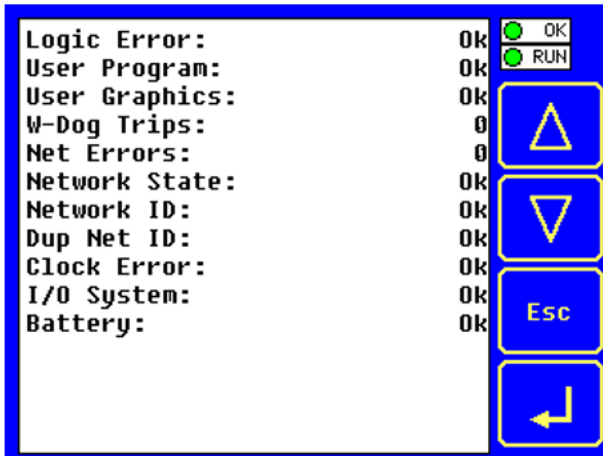 Logic Error: Ok
User Program: Ok
User Graphics: Ok
W-Dog Trips: 0
Net Errors: 0
Network State: Ok
Network ID: Ok
Dup Net ID: Ok
Clock Error: Ok
I/O System: Ok
Battery: Ok
OK
RUN
Esc